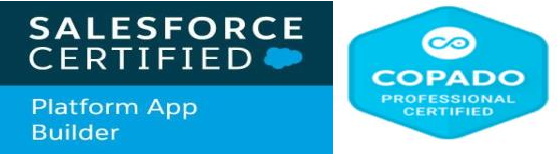 SALESFORCE
CERTIFIED
Platform App
Builder
COPADO
PROFESSIONAL
CERTIFIED